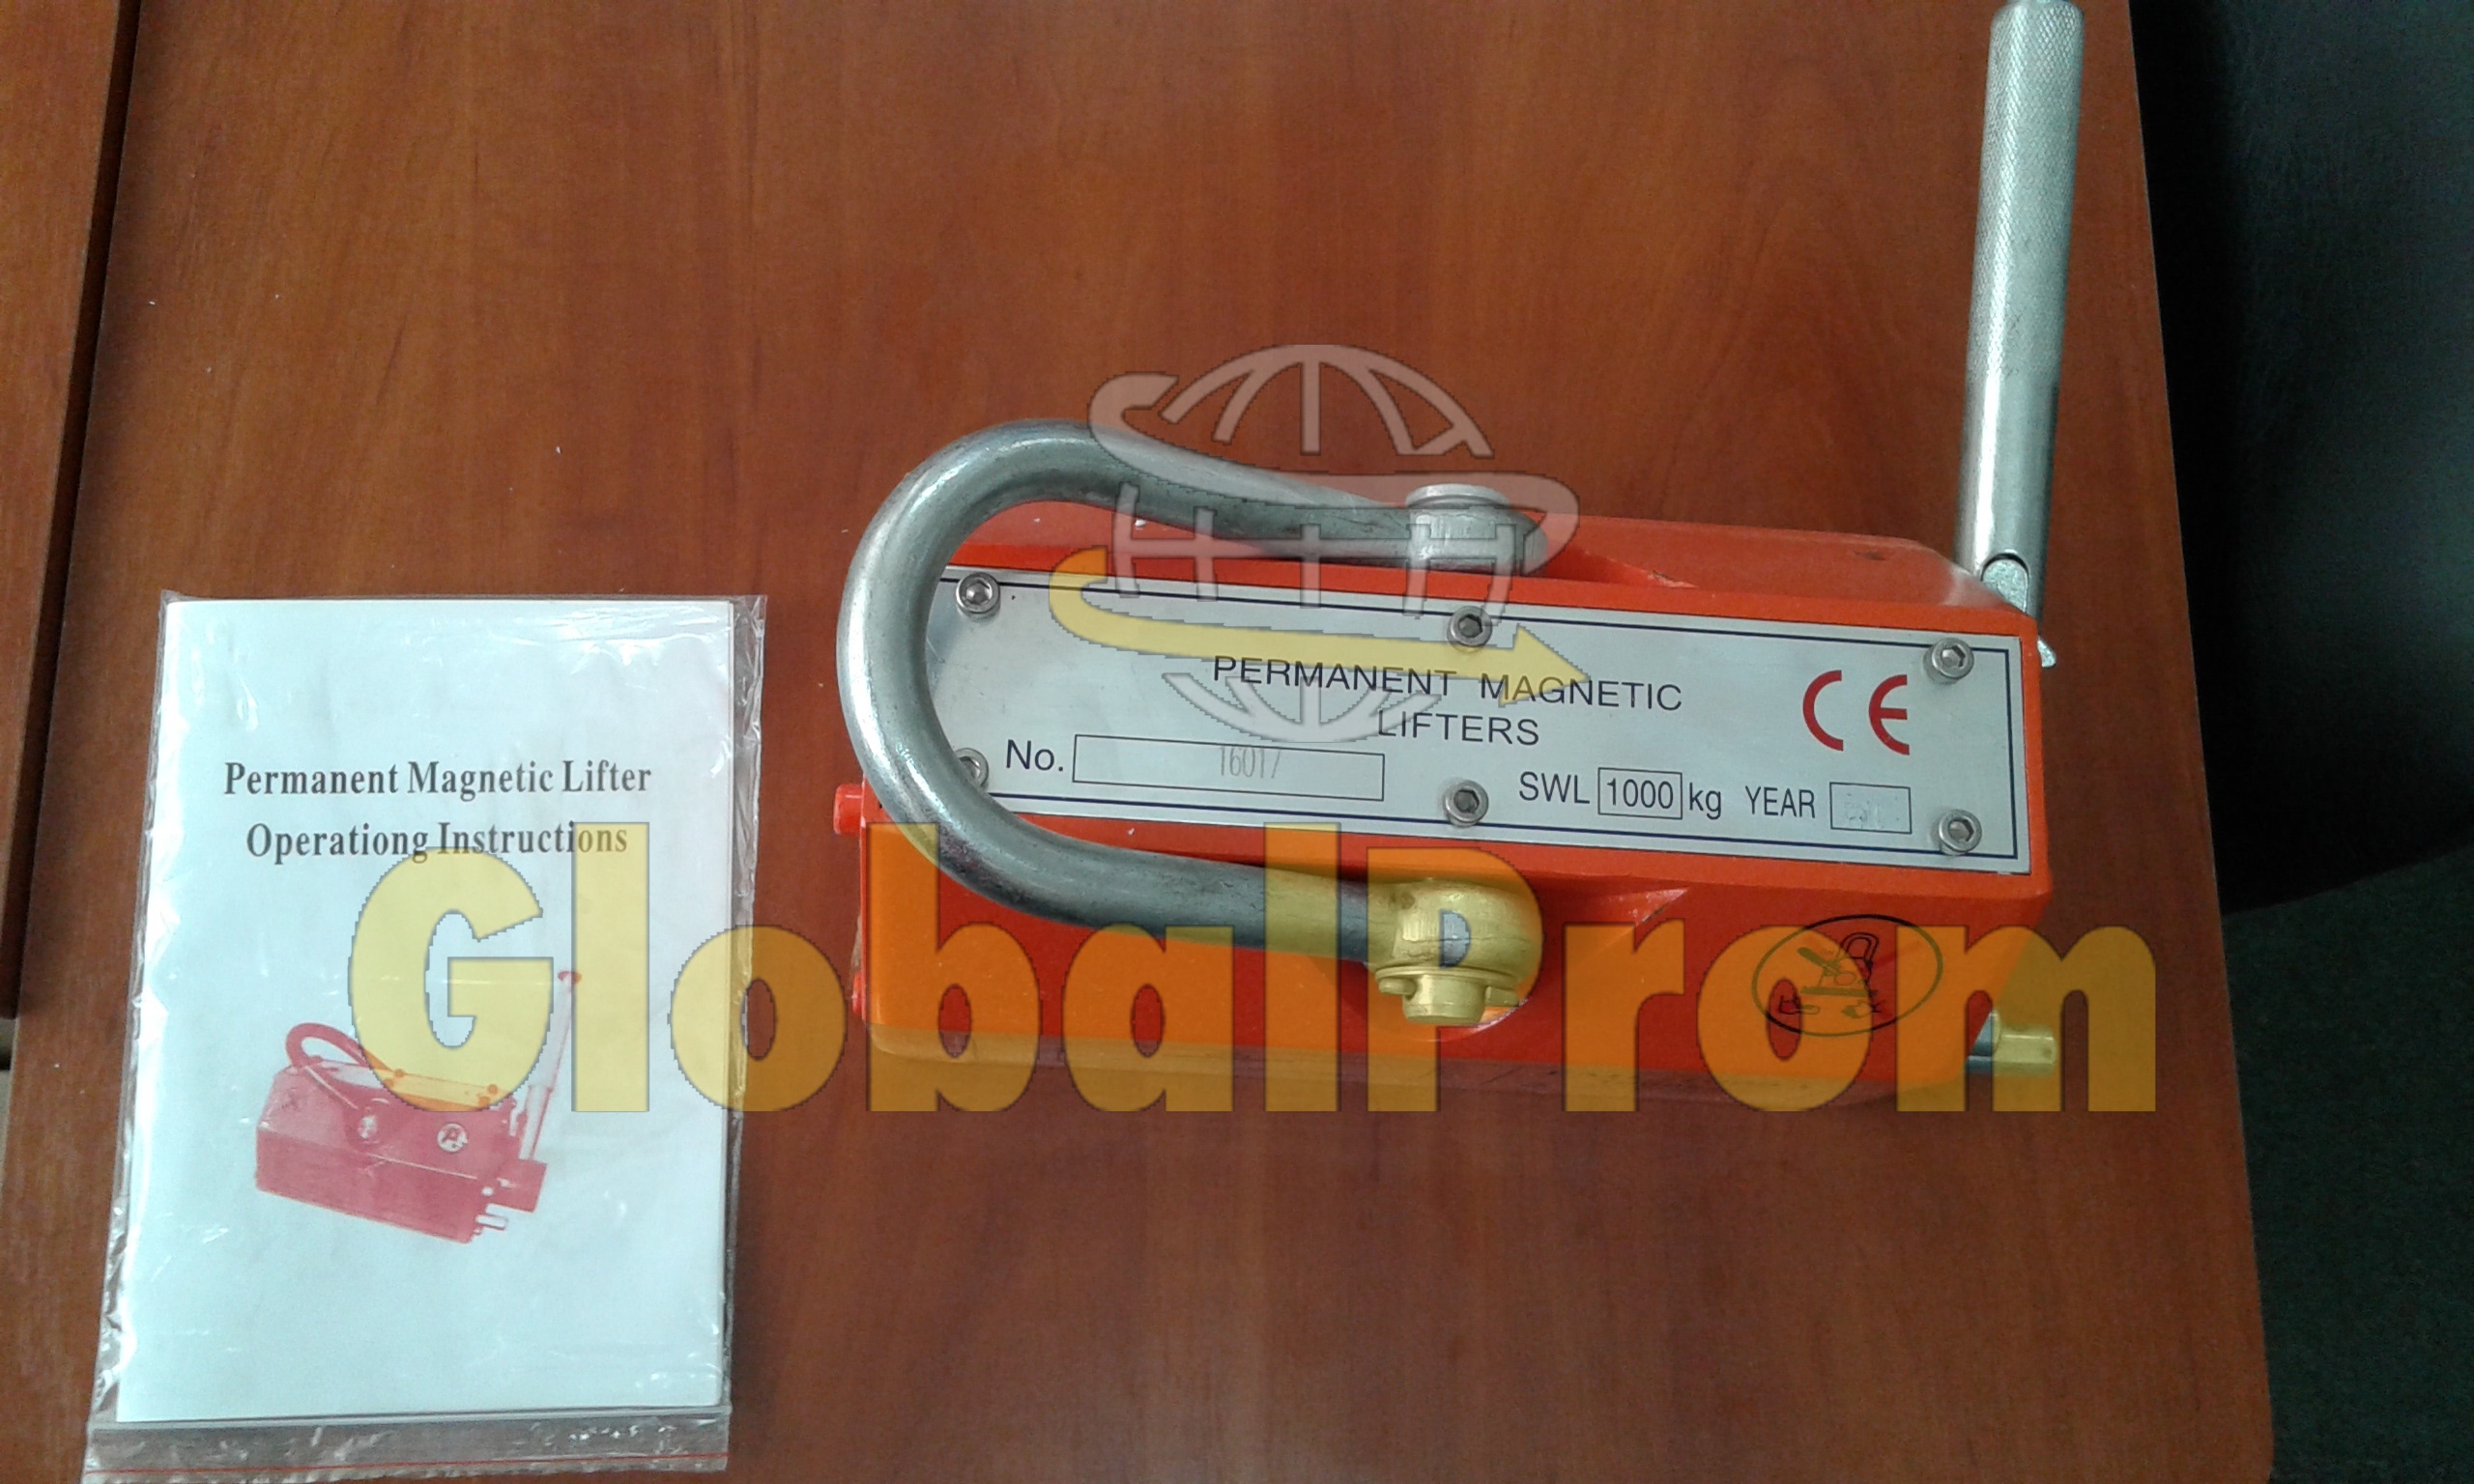 Permanent Magnetic Lifter
Operationg Instructions
PERMANENT MAGNETIC
LIFTERS
CE
No. 16017
SWL 1000 kg YEAR
GlobalProm